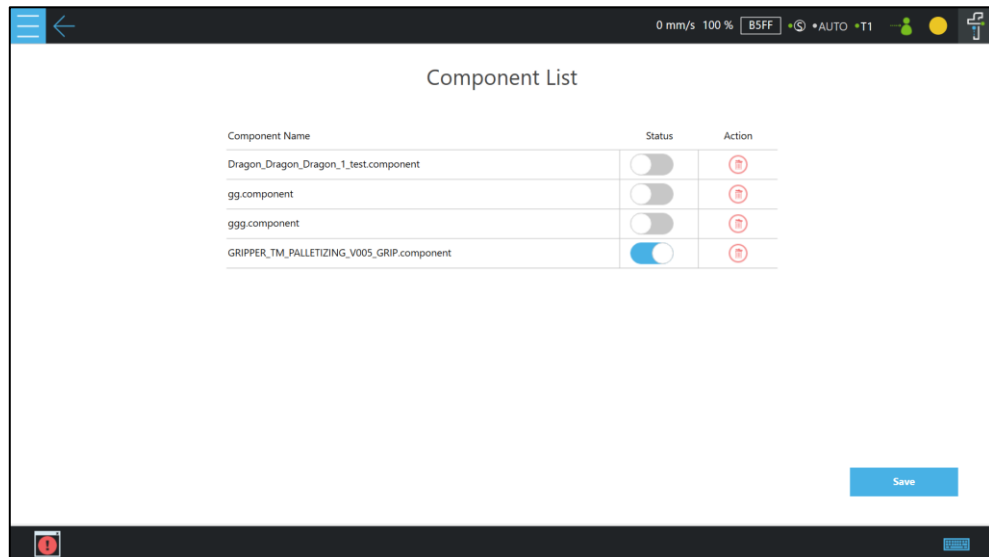 0 mm/s 100 % B5FF •Ⓢ •AUTO •T1
Component List
Component Name Status Action
Dragon_Dragon_Dragon_1_test.component
gg.component
ggg.component
GRIPPER_TM_PALLETIZING_V005_GRIP.component
Save